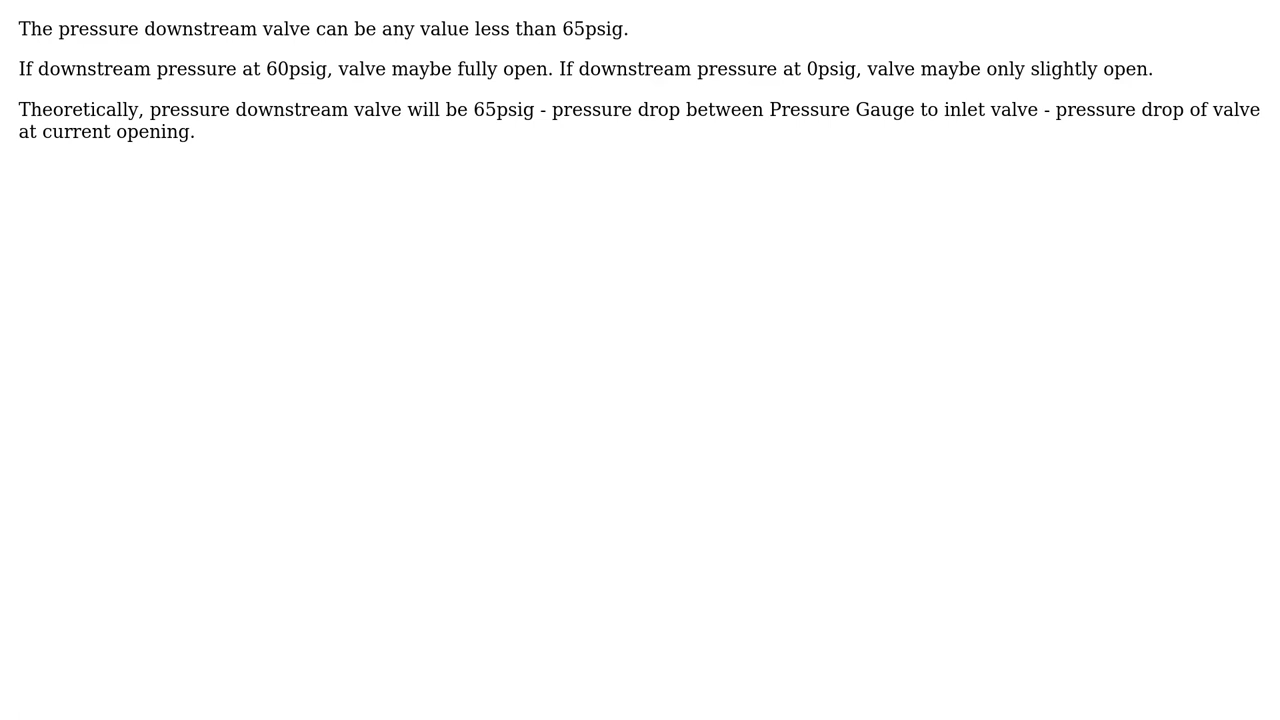 The pressure downstream valve can be any value less than 65psig.
If downstream pressure at 60psig, valve maybe fully open. If downstream pressure at 0psig, valve maybe only slightly open.
Theoretically, pressure downstream valve will be 65psig - pressure drop between Pressure Gauge to inlet valve - pressure drop of valve
at current opening.